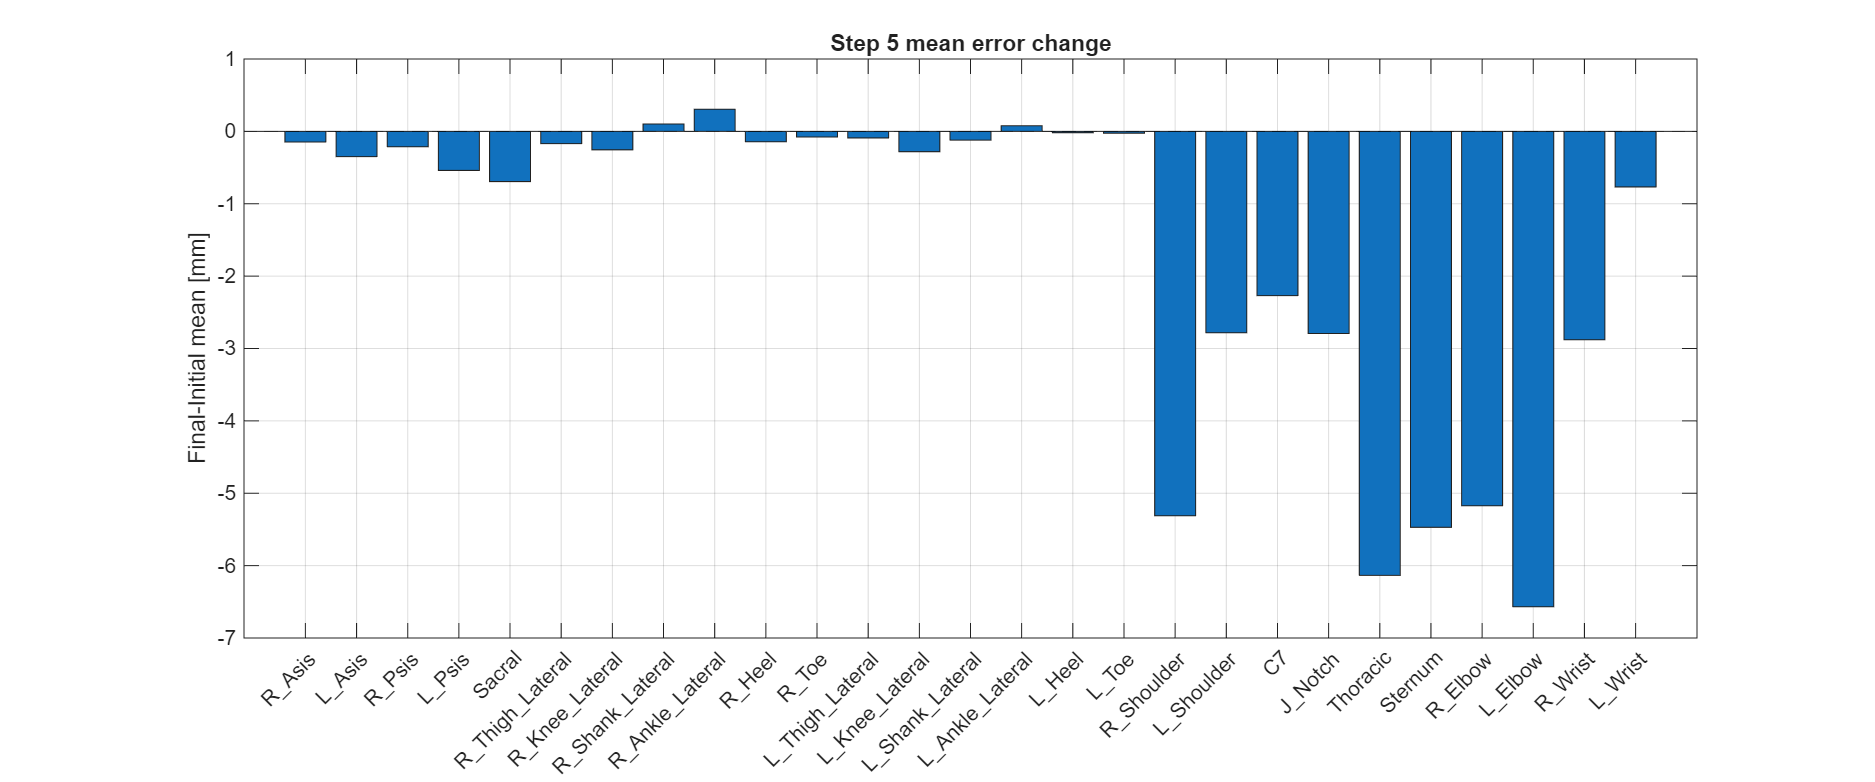 Step 5 mean error change
Final-Initial mean [mm]
1
0
-1
-2
-3
-4
-5
-6
-7
R_Asis
L_Asis
R_Psis
L_Psis
Sacral
R_Thigh_Lateral
R_Knee_Lateral
R_Shank_Lateral
R_Ankle_Lateral
R_Heel
R_Toe
L_Thigh_Lateral
L_Knee_Lateral
L_Shank_Lateral
L_Ankle_Lateral
L_Heel
L_Toe
R_Shoulder
L_Shoulder
C7
J_Notch
Thoracic
Sternum
R_Elbow
L_Elbow
R_Wrist
L_Wrist